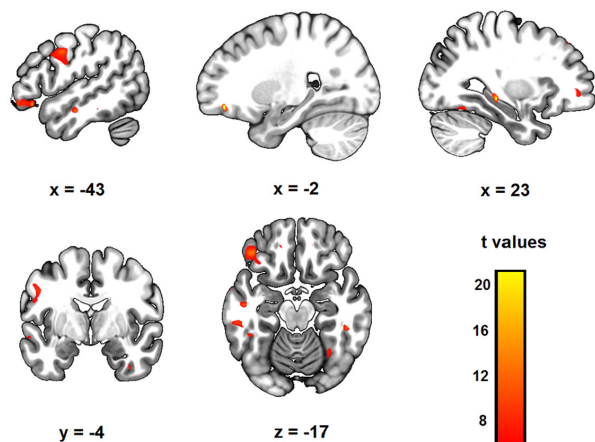 x = -43
x = -2
x = 23
t values
20
16
12
8
y = -4
z = -17